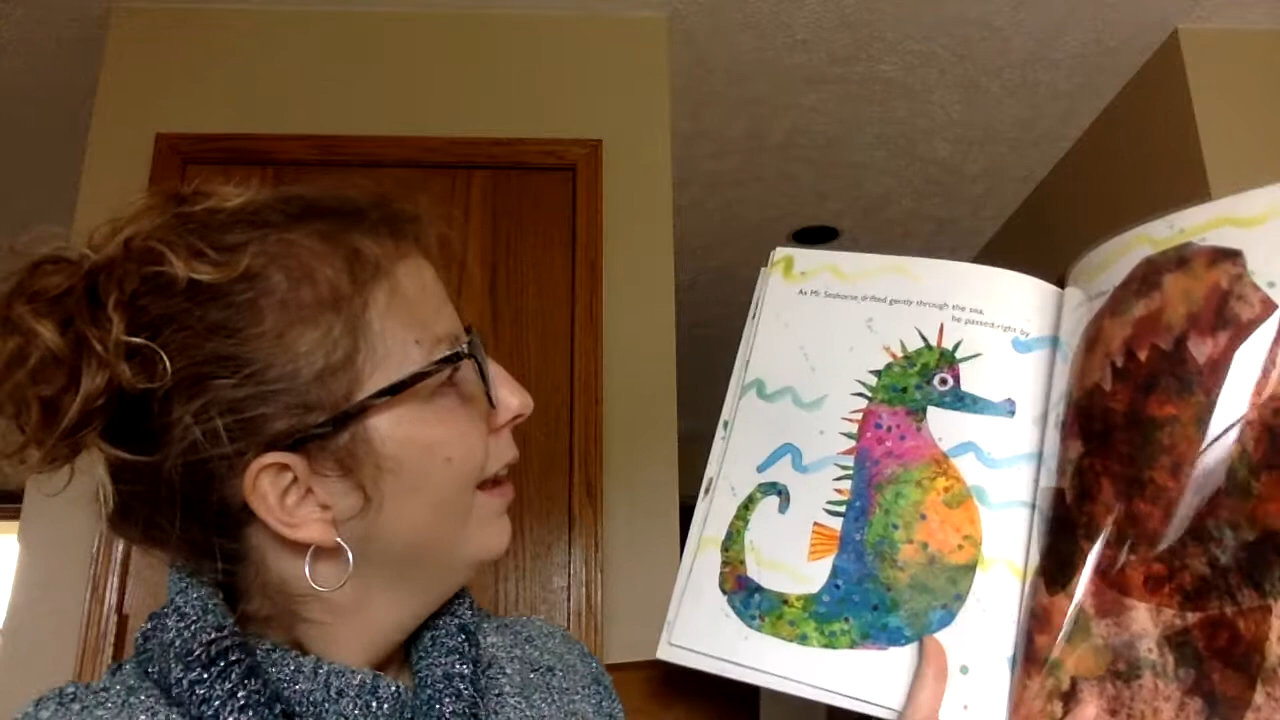 As Mr. Seahorse drifted gently through the sea,
he passed right by